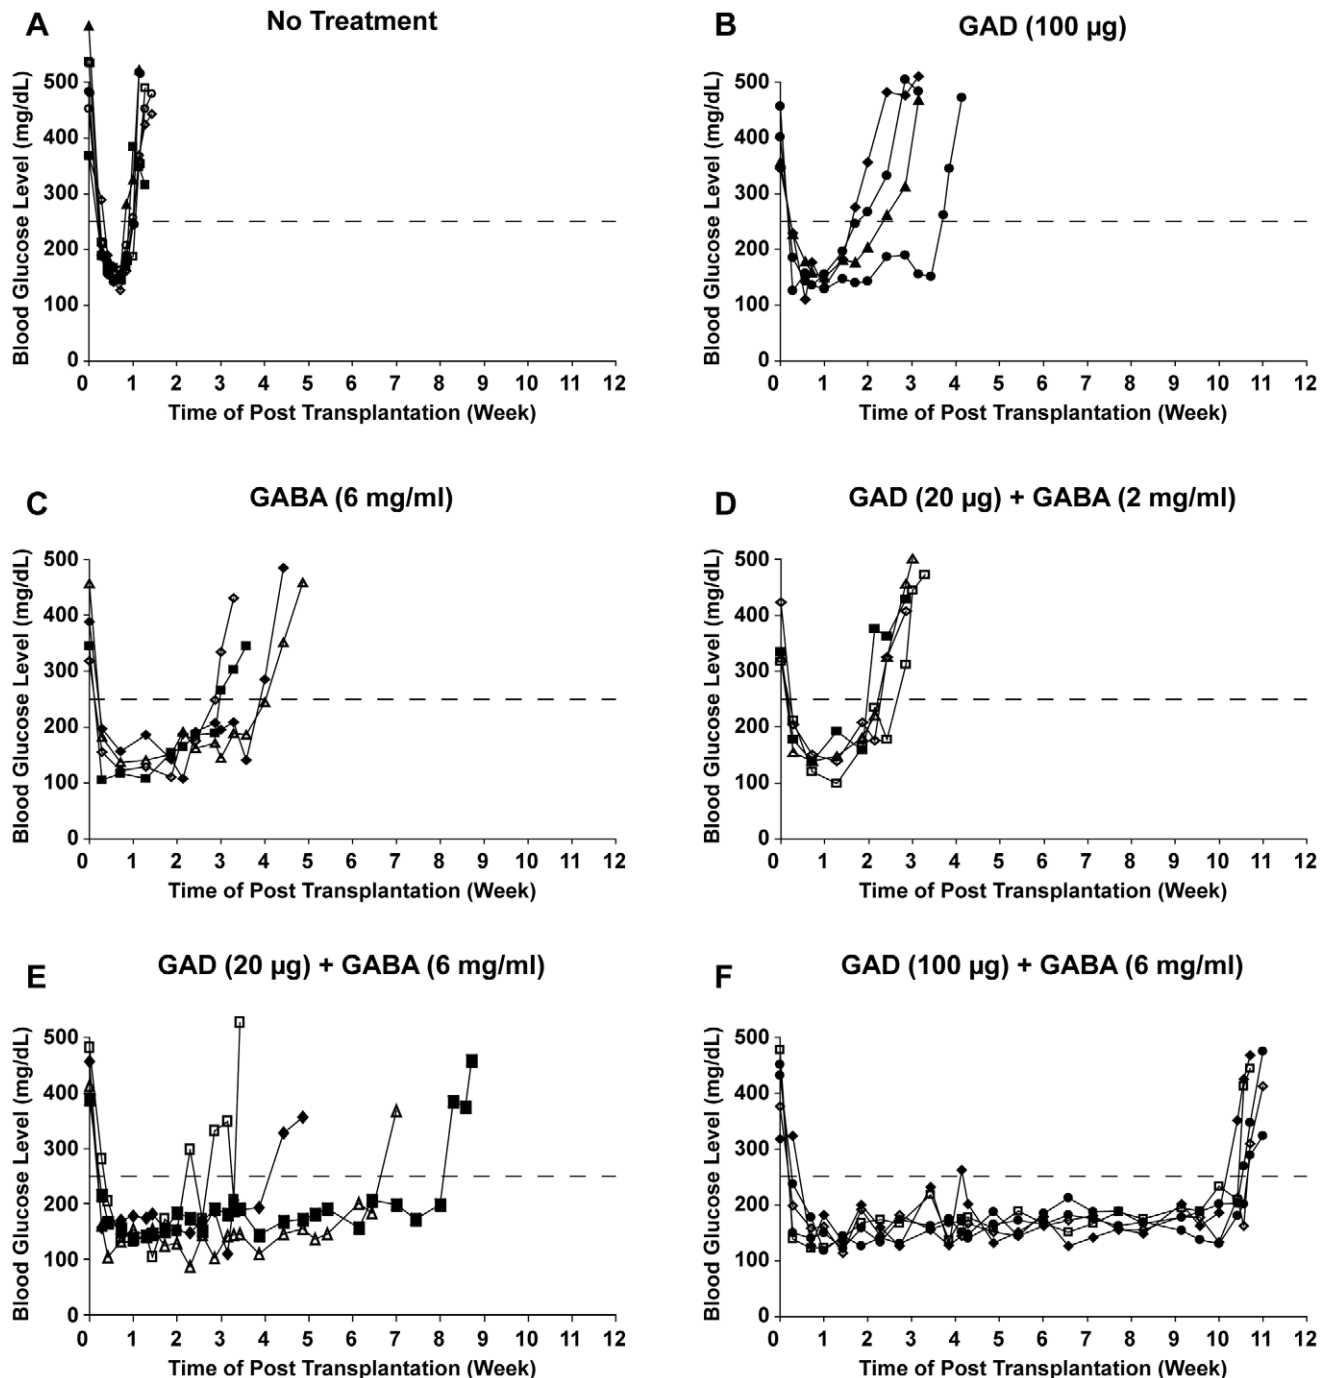 A No Treatment
Blood Glucose Level (mg/dL)
500
400
300
200
100
0
0 1 2 3 4 5 6 7 8 9 10 11 12
Time of Post Transplantation (Week)
B GAD (100 µg)
Blood Glucose Level (mg/dL)
500
400
300
200
100
0
0 1 2 3 4 5 6 7 8 9 10 11 12
Time of Post Transplantation (Week)
C GABA (6 mg/ml)
Blood Glucose Level (mg/dL)
500
400
300
200
100
0
0 1 2 3 4 5 6 7 8 9 10 11 12
Time of Post Transplantation (Week)
D GAD (20 µg) + GABA (2 mg/ml)
Blood Glucose Level (mg/dL)
500
400
300
200
100
0
0 1 2 3 4 5 6 7 8 9 10 11 12
Time of Post Transplantation (Week)
E GAD (20 µg) + GABA (6 mg/ml)
Blood Glucose Level (mg/dL)
500
400
300
200
100
0
0 1 2 3 4 5 6 7 8 9 10 11 12
Time of Post Transplantation (Week)
F GAD (100 µg) + GABA (6 mg/ml)
Blood Glucose Level (mg/dL)
500
400
300
200
100
0
0 1 2 3 4 5 6 7 8 9 10 11 12
Time of Post Transplantation (Week)